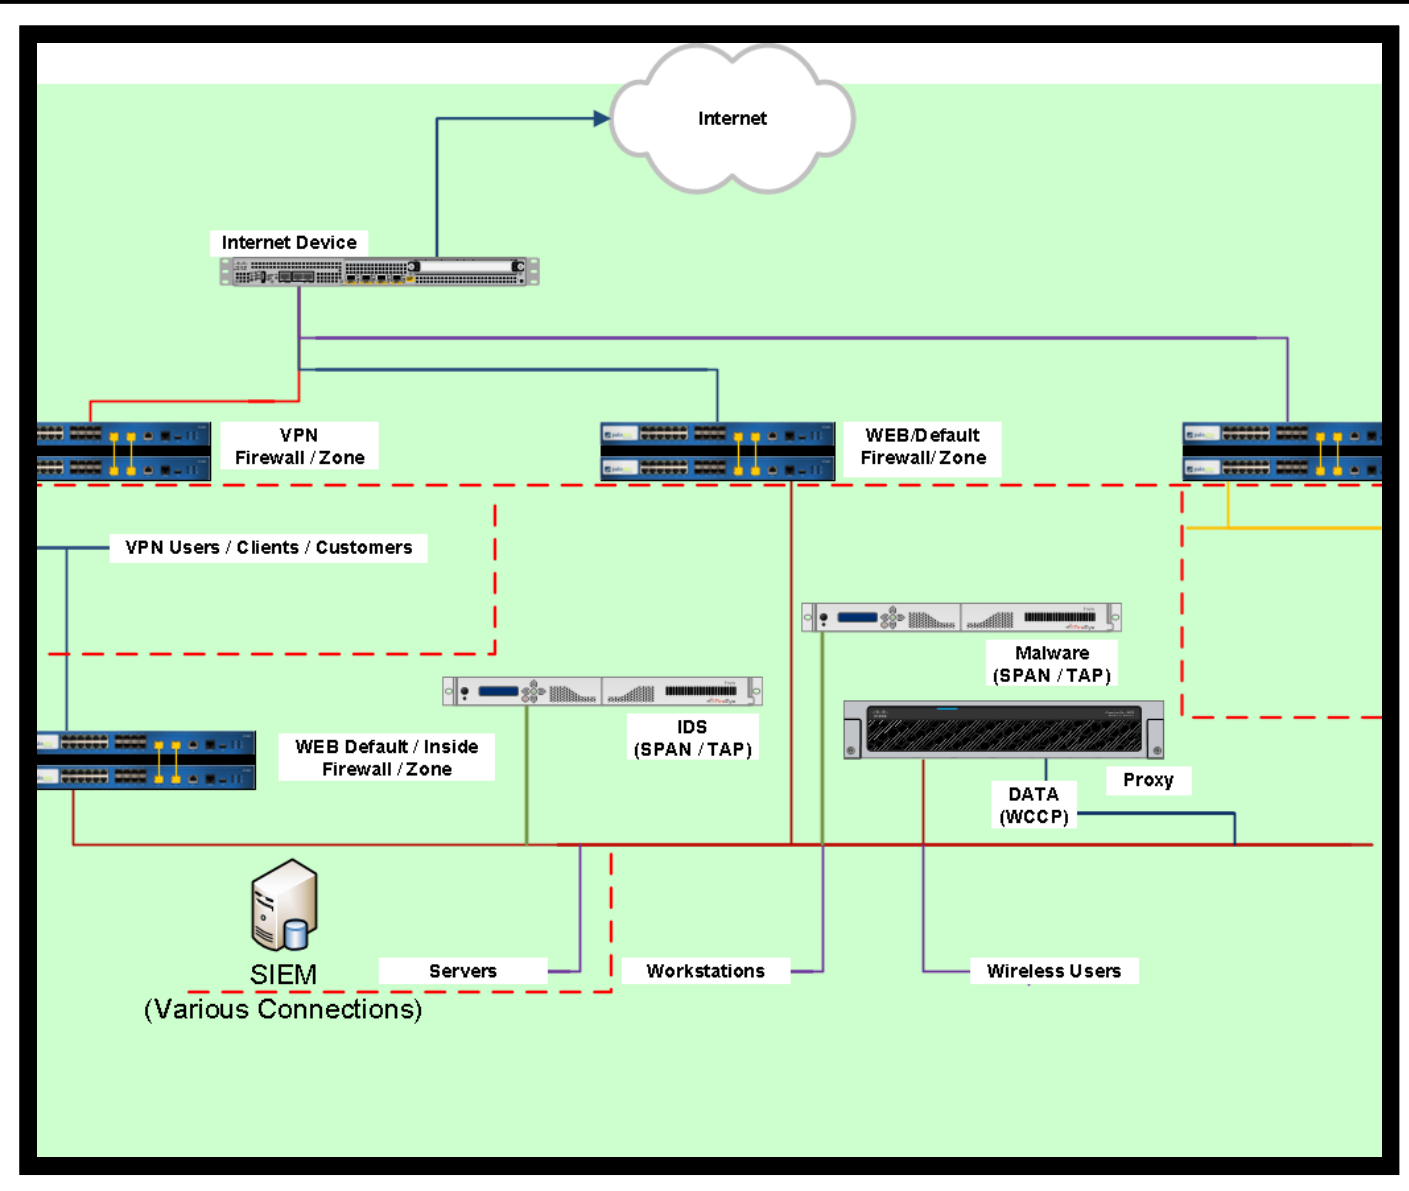 Internet
Internet Device
VPN
Firewall / Zone
WEB/Default
Firewall/ Zone
VPN Users / Clients / Customers
Malware
(SPAN / TAP)
IDS
(SPAN / TAP)
WEB Default / Inside
Firewall / Zone
Proxy
DATA
(WCCP)
SIEM
(Various Connections)
Servers
Workstations
Wireless Users